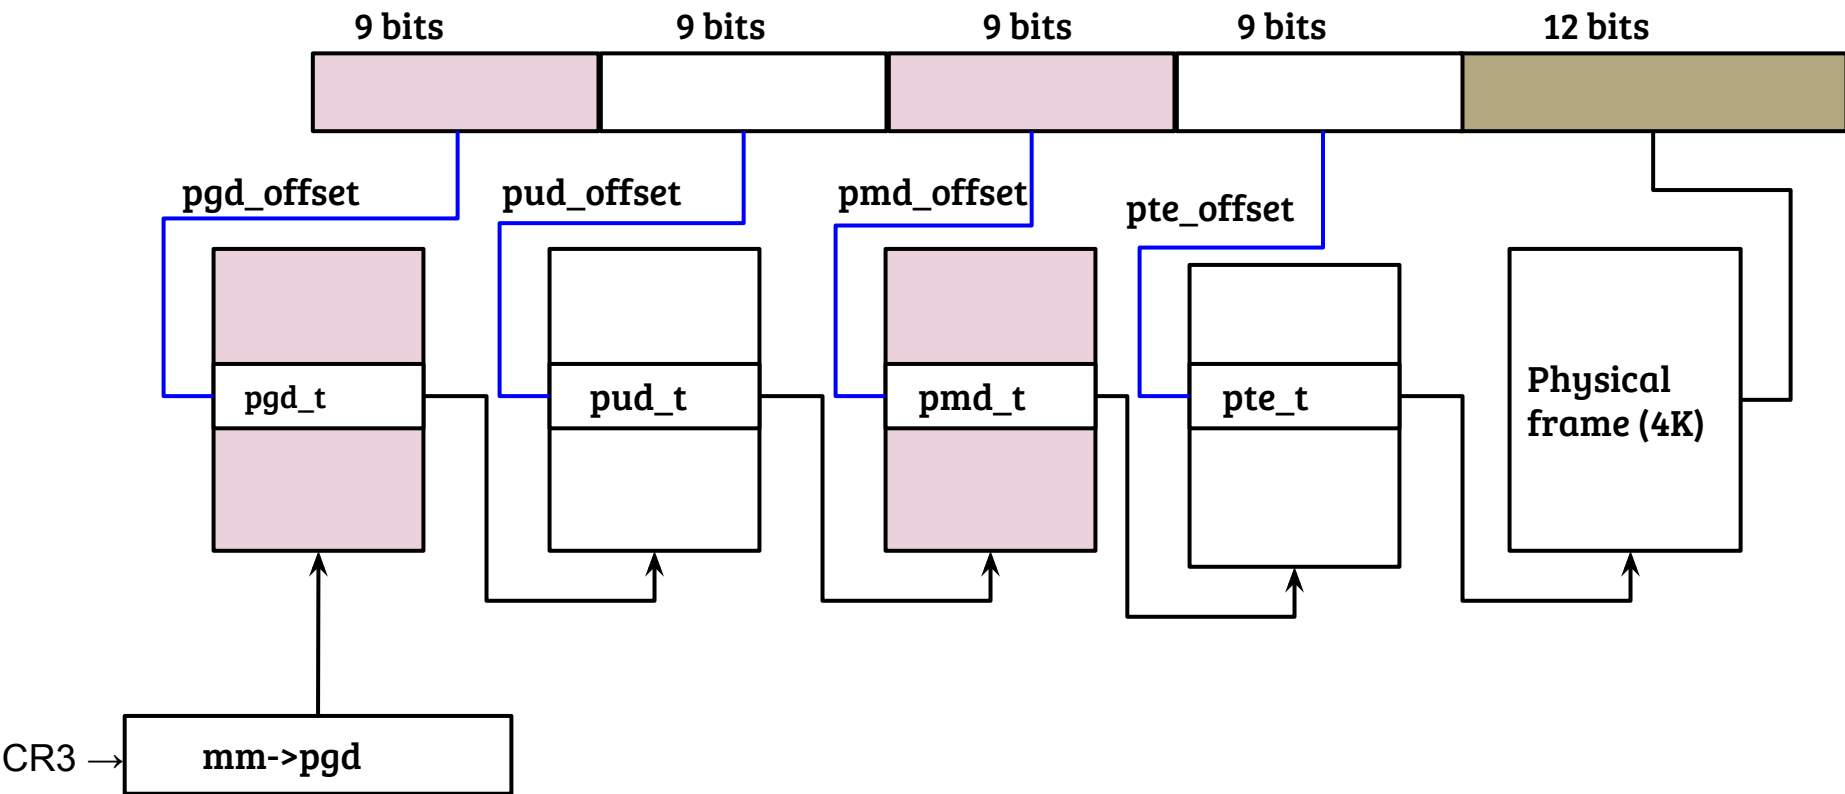 9 bits
9 bits
9 bits
9 bits
12 bits
pgd_offset
pud_offset
pmd_offset
pte_offset
pgd_t
pud_t
pmd_t
pte_t
Physical
frame (4K)
CR3 →
mm->pgd